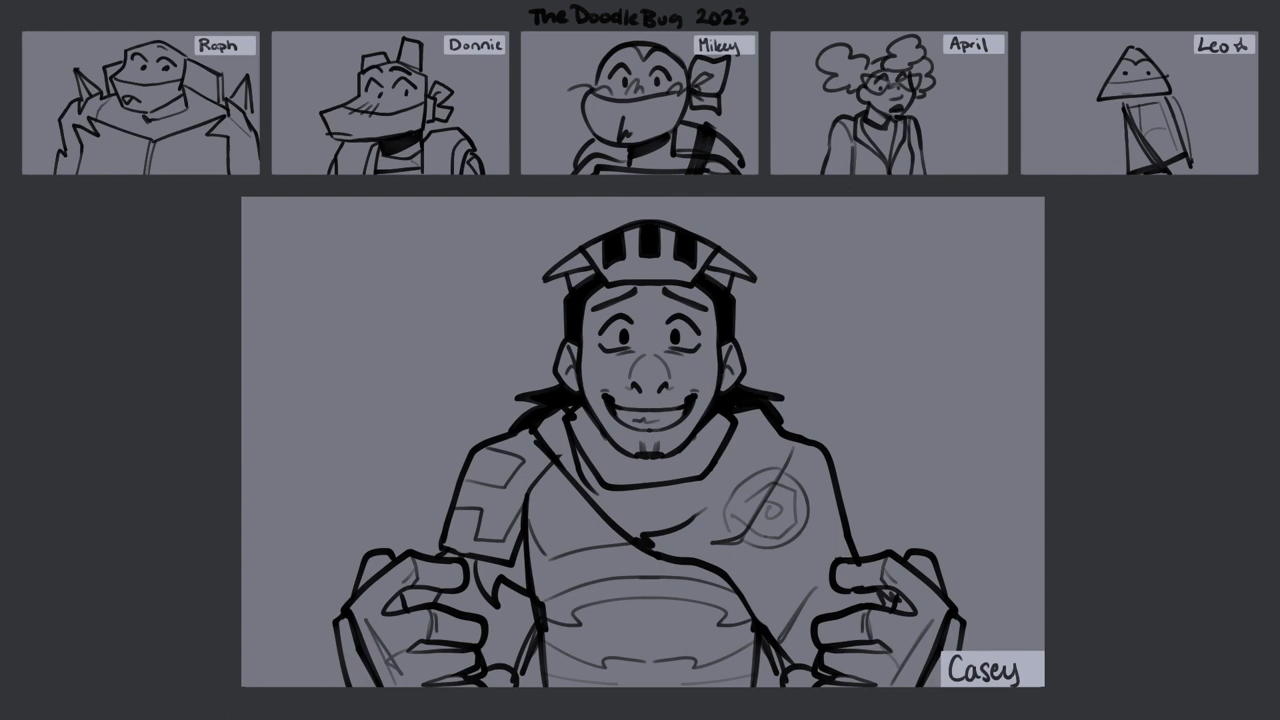 The DoodleBug 2023
Raph
Donnie
Mikey
April
Leo☆
Casey